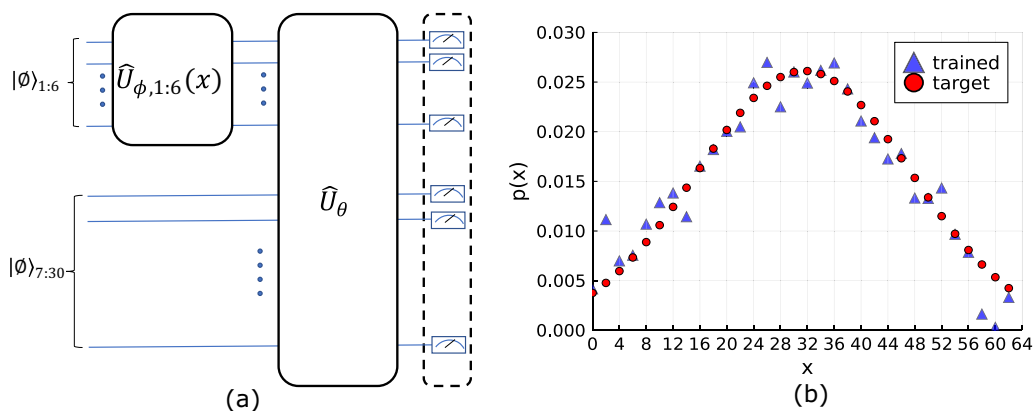 |∅⟩₁:₆
Û_ϕ,1:6(x)
Û_θ
|∅⟩₇:₃₀
(a)
p(x)
0.030
0.025
0.020
0.015
0.010
0.005
0.000
trained
target
0 4 8 12 16 20 24 28 32 36 40 44 48 52 56 60 64
x
(b)